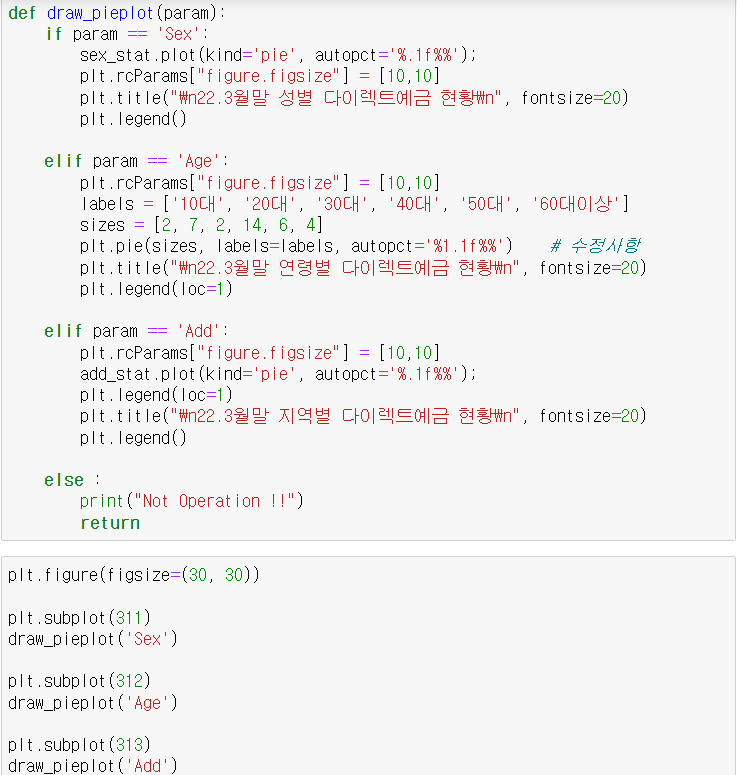 def draw_pieplot(param):
    if param == 'Sex':
        sex_stat.plot(kind='pie', autopct='%.1f%%');
        plt.rcParams["figure.figsize"] = [10,10]
        plt.title("₩n22.3월말 성별 다이렉트예금 현황₩n", fontsize=20)
        plt.legend()

    elif param == 'Age':
        plt.rcParams["figure.figsize"] = [10,10]
        labels = ['10대', '20대', '30대', '40대', '50대', '60대이상']
        sizes = [2, 7, 2, 14, 6, 4]
        plt.pie(sizes, labels=labels, autopct='%1.1f%%')    # 수정사항
        plt.title("₩n22.3월말 연령별 다이렉트예금 현황₩n", fontsize=20)
        plt.legend(loc=1)

    elif param == 'Add':
        plt.rcParams["figure.figsize"] = [10,10]
        add_stat.plot(kind='pie', autopct='%.1f%%');
        plt.legend(loc=1)
        plt.title("₩n22.3월말 지역별 다이렉트예금 현황₩n", fontsize=20)
        plt.legend()

    else :
        print("Not Operation !!")
        return

plt.figure(figsize=(30, 30))

plt.subplot(311)
draw_pieplot('Sex')

plt.subplot(312)
draw_pieplot('Age')

plt.subplot(313)
draw_pieplot('Add')